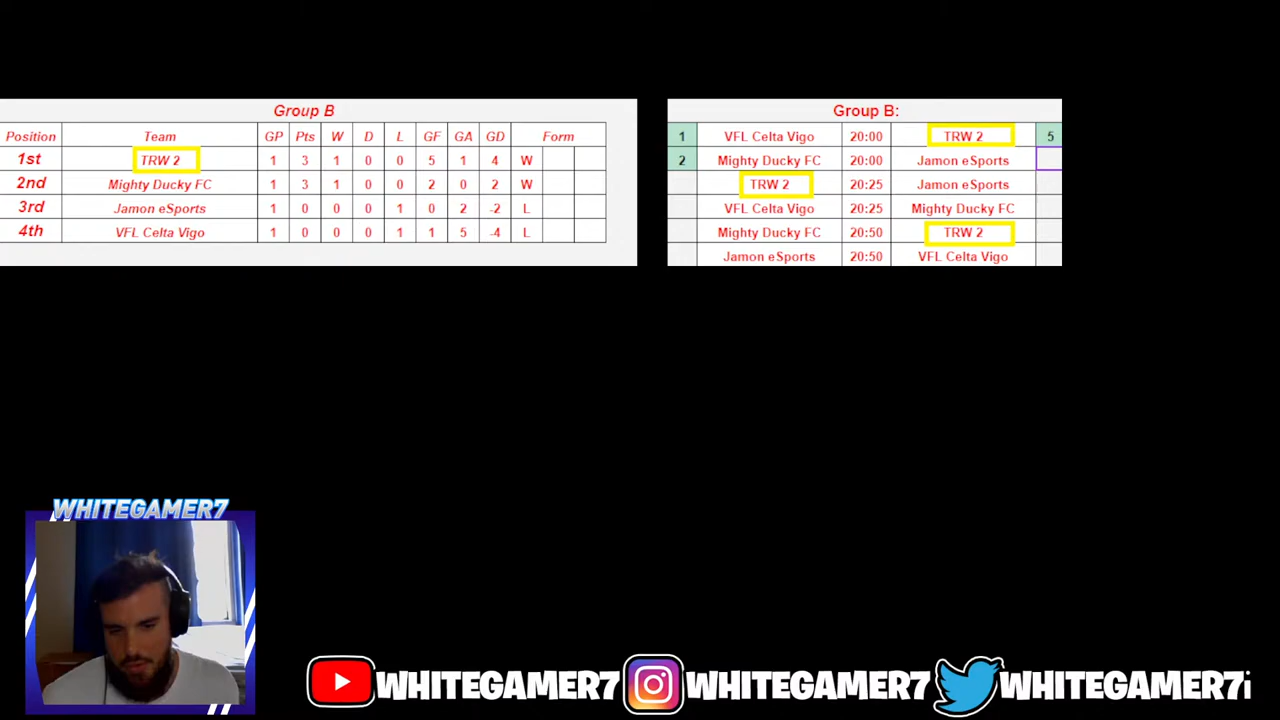 Group B
Position Team GP Pts W D L GF GA GD Form
1st TRW 2 1 3 1 0 0 5 1 4 W
2nd Mighty Ducky FC 1 3 1 0 0 2 0 2 W
3rd Jamon eSports 1 0 0 0 1 0 2 -2 L
4th VFL Celta Vigo 1 0 0 0 1 1 5 -4 L
Group B:
1 VFL Celta Vigo 20:00 TRW 2 5
2 Mighty Ducky FC 20:00 Jamon eSports
TRW 2 20:25 Jamon eSports
VFL Celta Vigo 20:25 Mighty Ducky FC
Mighty Ducky FC 20:50 TRW 2
Jamon eSports 20:50 VFL Celta Vigo
WHITEGAMER7
WHITEGAMER7 WHITEGAMER7 WHITEGAMER7i